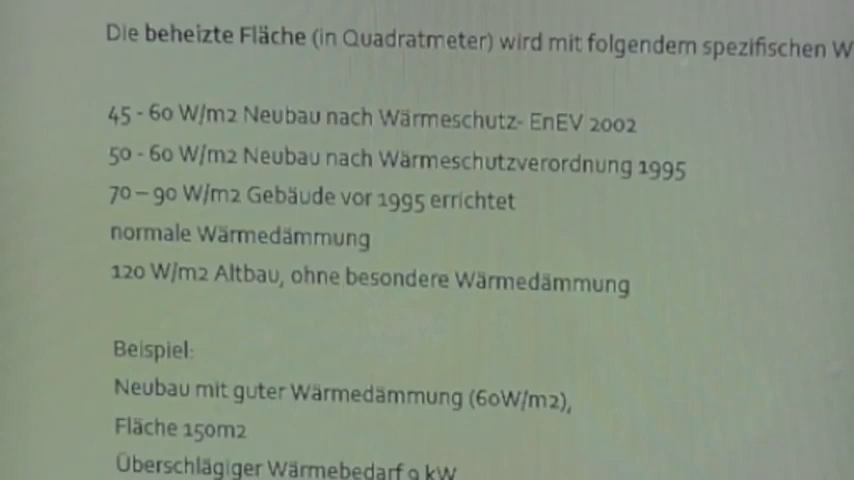 Die beheizte Fläche (in Quadratmeter) wird mit folgendem spezifischen W
45 - 60 W/m2 Neubau nach Wärmeschutz- EnEV 2002
50 - 60 W/m2 Neubau nach Wärmeschutzverordnung 1995
70 – 90 W/m2 Gebäude vor 1995 errichtet
normale Wärmedämmung
120 W/m2 Altbau, ohne besondere Wärmedämmung
Beispiel:
Neubau mit guter Wärmedämmung (60W/m2),
Fläche 150m2
Überschlägiger Wärmebedarf 9 kW